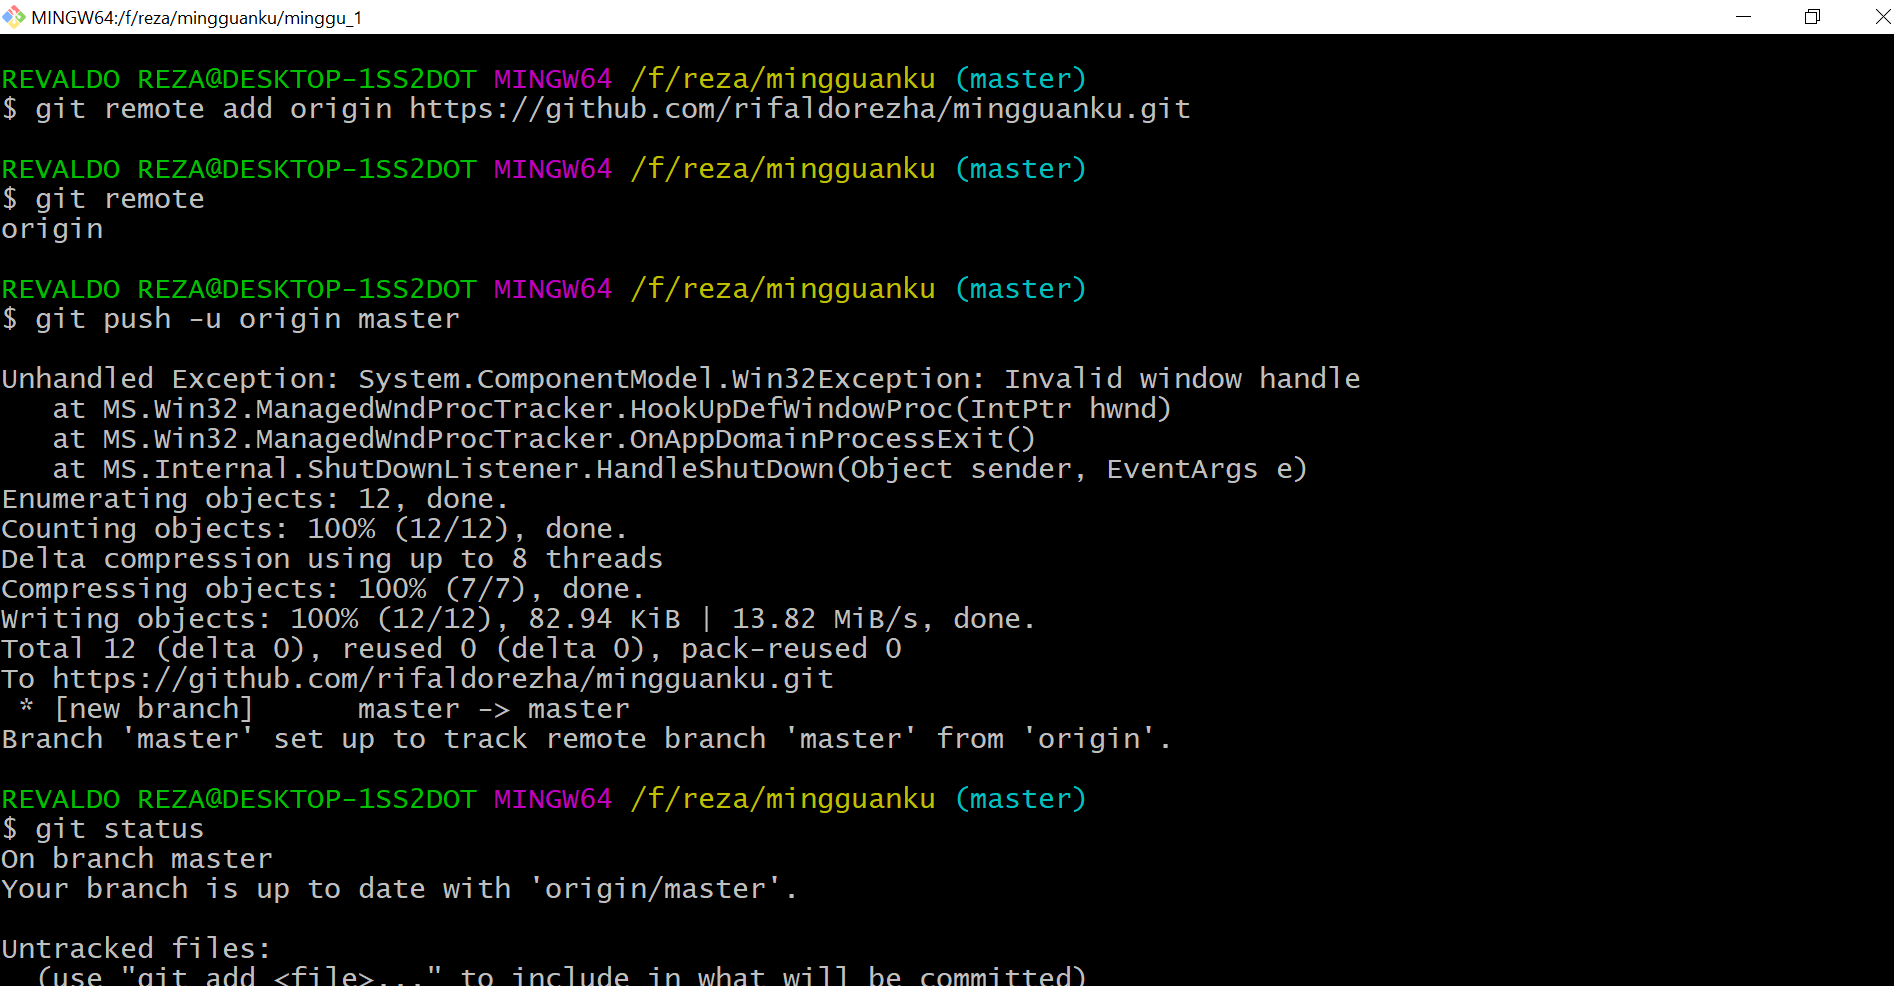 MINGW64:/f/reza/mingguanku/minggu_1
REVALDO REZA@DESKTOP-1SS2DOT MINGW64 /f/reza/mingguanku (master)
$ git remote add origin https://github.com/rifaldorezha/mingguanku.git
REVALDO REZA@DESKTOP-1SS2DOT MINGW64 /f/reza/mingguanku (master)
$ git remote
origin
REVALDO REZA@DESKTOP-1SS2DOT MINGW64 /f/reza/mingguanku (master)
$ git push -u origin master
Unhandled Exception: System.ComponentModel.Win32Exception: Invalid window handle
   at MS.Win32.ManagedWndProcTracker.HookUpDefWindowProc(IntPtr hwnd)
   at MS.Win32.ManagedWndProcTracker.OnAppDomainProcessExit()
   at MS.Internal.ShutDownListener.HandleShutDown(Object sender, EventArgs e)
Enumerating objects: 12, done.
Counting objects: 100% (12/12), done.
Delta compression using up to 8 threads
Compressing objects: 100% (7/7), done.
Writing objects: 100% (12/12), 82.94 KiB | 13.82 MiB/s, done.
Total 12 (delta 0), reused 0 (delta 0), pack-reused 0
To https://github.com/rifaldorezha/mingguanku.git
 * [new branch]      master -> master
Branch 'master' set up to track remote branch 'master' from 'origin'.
REVALDO REZA@DESKTOP-1SS2DOT MINGW64 /f/reza/mingguanku (master)
$ git status
On branch master
Your branch is up to date with 'origin/master'.
Untracked files:
  (use "git add <file>..." to include in what will be committed)